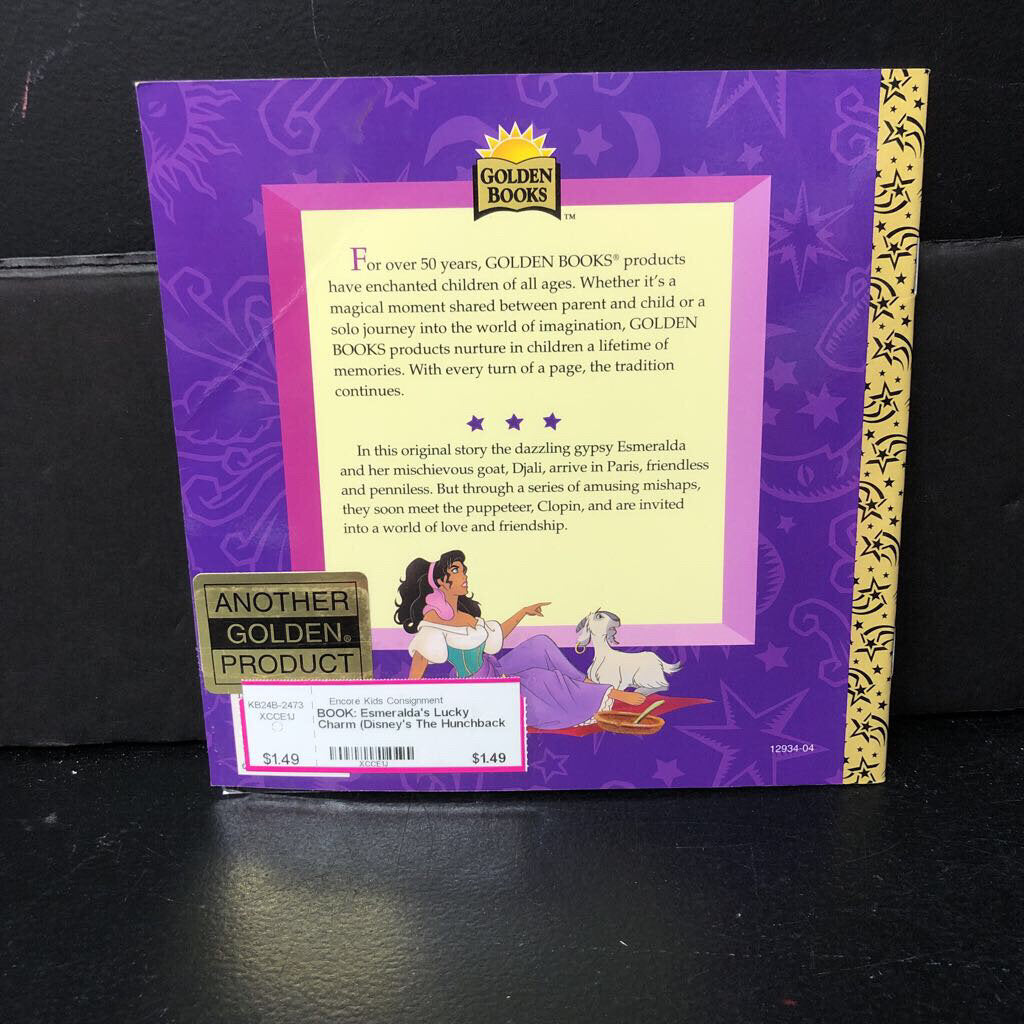 GOLDEN
BOOKS
TM
For over 50 years, GOLDEN BOOKS® products
have enchanted children of all ages. Whether it's a
magical moment shared between parent and child or a
solo journey into the world of imagination, GOLDEN
BOOKS products nurture in children a lifetime of
memories. With every turn of a page, the tradition
continues.
In this original story the dazzling gypsy Esmeralda
and her mischievous goat, Djali, arrive in Paris, friendless
and penniless. But through a series of amusing mishaps,
they soon meet the puppeteer, Clopin, and are invited
into a world of love and friendship.
ANOTHER
GOLDEN®
PRODUCT
KB24B-2473
XCCE1J
$1.49
Encore Kids Consignment
BOOK: Esmeralda's Lucky
Charm (Disney's The Hunchback
XCCE1J
$1.49
12934-04